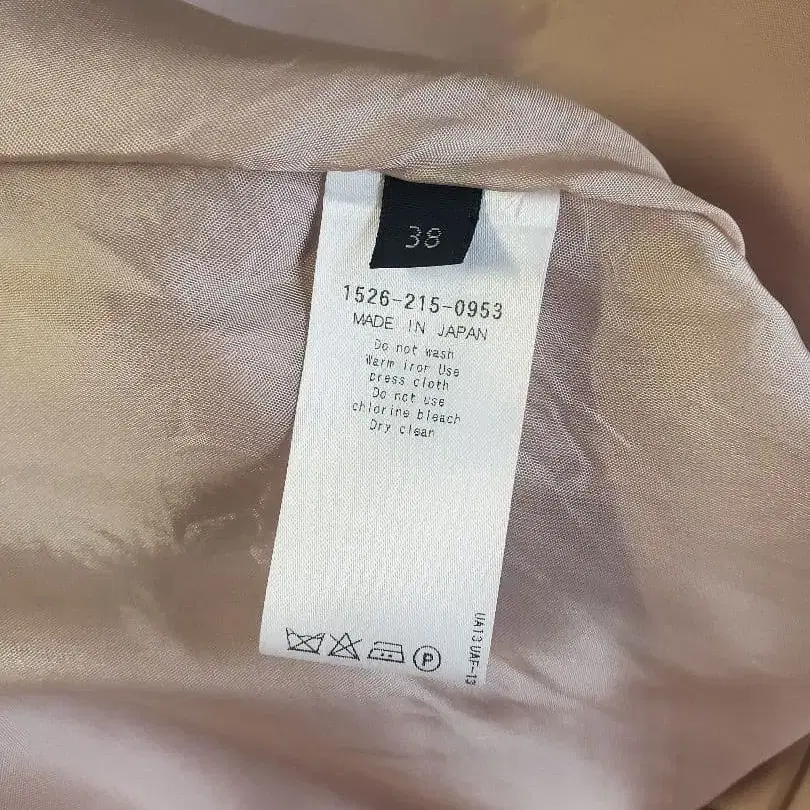 38
1526-215-0953
MADE IN JAPAN
Do not wash
Warm iron Use
press cloth
Do not use
chlorine bleach
Dry clean
P
UA13UAF-13